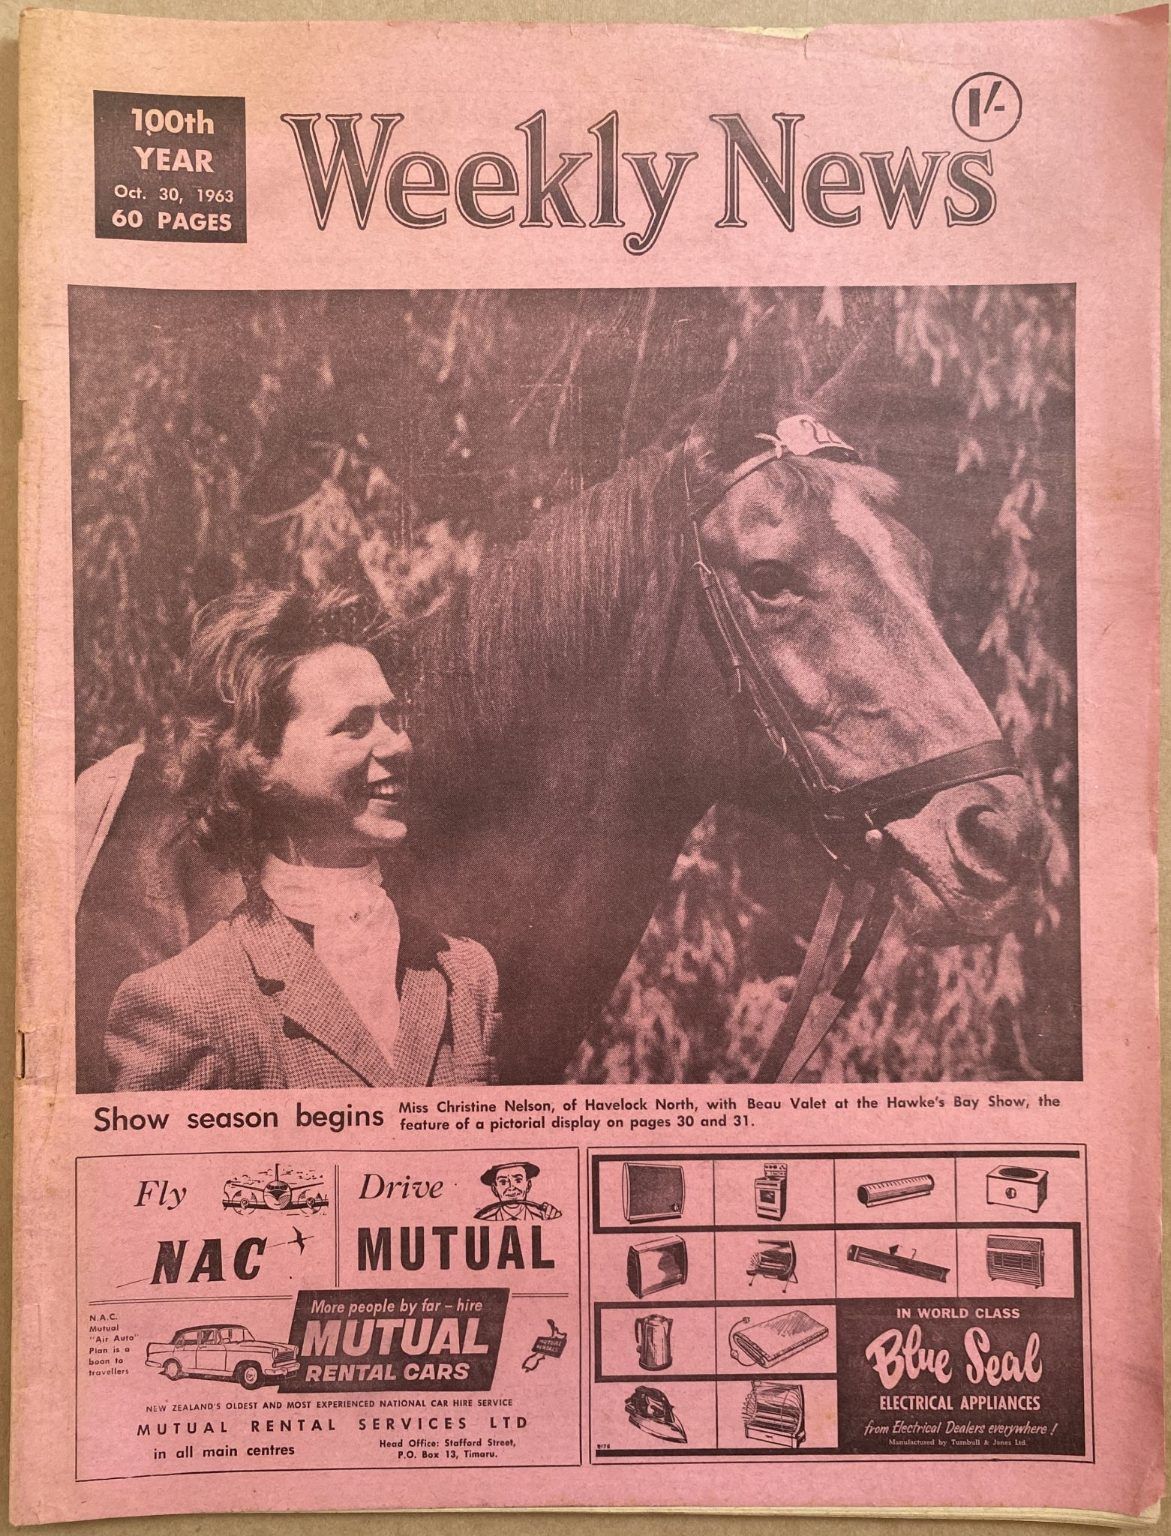 100th
YEAR
Oct. 30, 1963
60 PAGES
Weekly News
1/-
Show season begins
Miss Christine Nelson, of Havelock North, with Beau Valet at the Hawke's Bay Show, the
feature of a pictorial display on pages 30 and 31.
Fly
NAC
Drive
MUTUAL
N.A.C.
Mutual
"Air Auto"
Plan is a
boon to
travellers
More people by far – hire
MUTUAL
RENTAL CARS
NEW ZEALAND'S OLDEST AND MOST EXPERIENCED NATIONAL CAR HIRE SERVICE
MUTUAL RENTAL SERVICES LTD
in all main centres
Head Office: Stafford Street,
P.O. Box 13, Timaru.
IN WORLD CLASS
Blue Seal
ELECTRICAL APPLIANCES
from Electrical Dealers everywhere!
Manufactured by Turnbull & Jones Ltd.